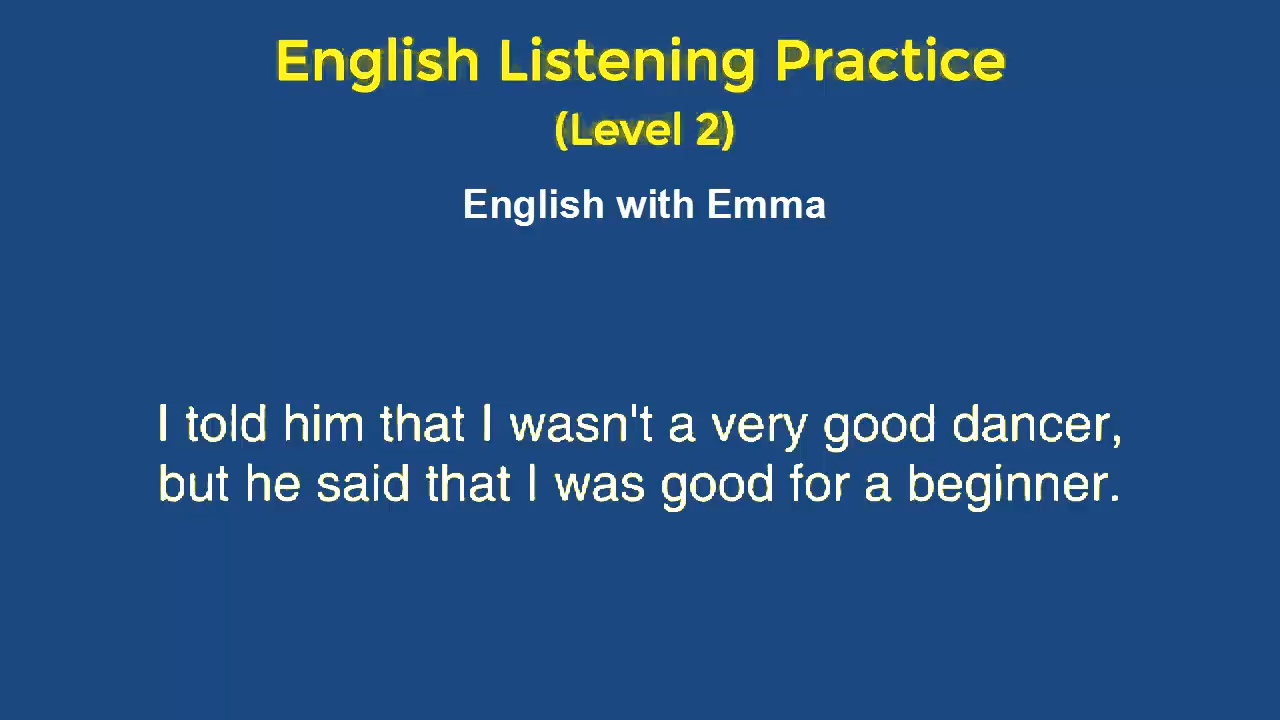 English Listening Practice
(Level 2)
English with Emma
I told him that I wasn't a very good dancer,
but he said that I was good for a beginner.